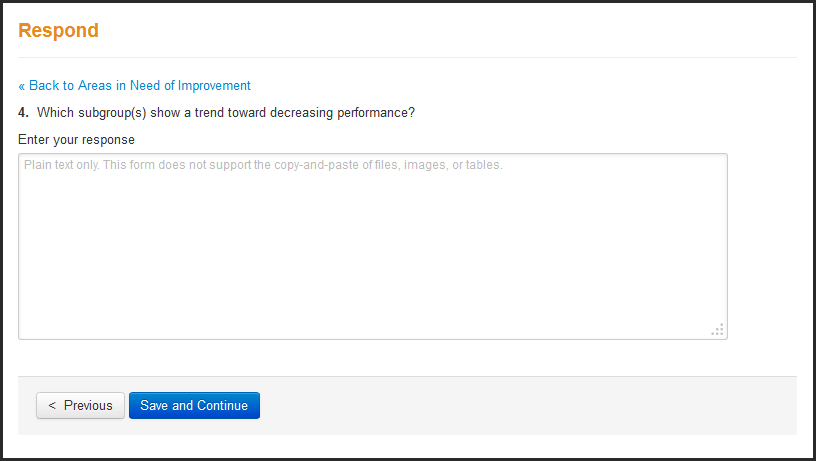 Respond
« Back to Areas in Need of Improvement
4. Which subgroup(s) show a trend toward decreasing performance?
Enter your response
Plain text only. This form does not support the copy-and-paste of files, images, or tables.
< Previous
Save and Continue